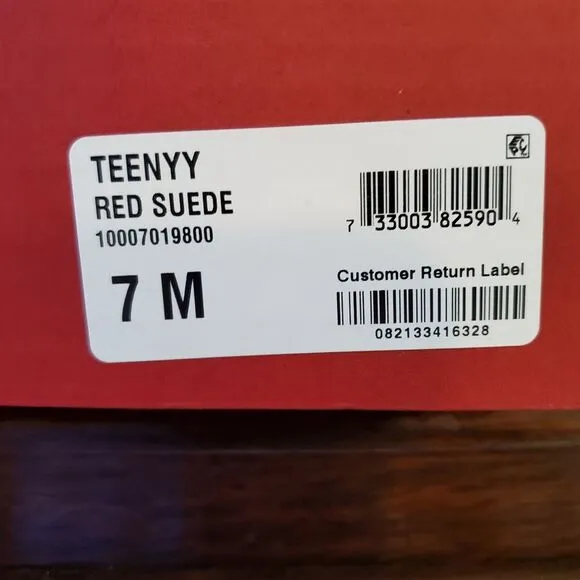 TEENYY
RED SUEDE
10007019800
7 M
7 33003 82590 4
Customer Return Label
082133416328